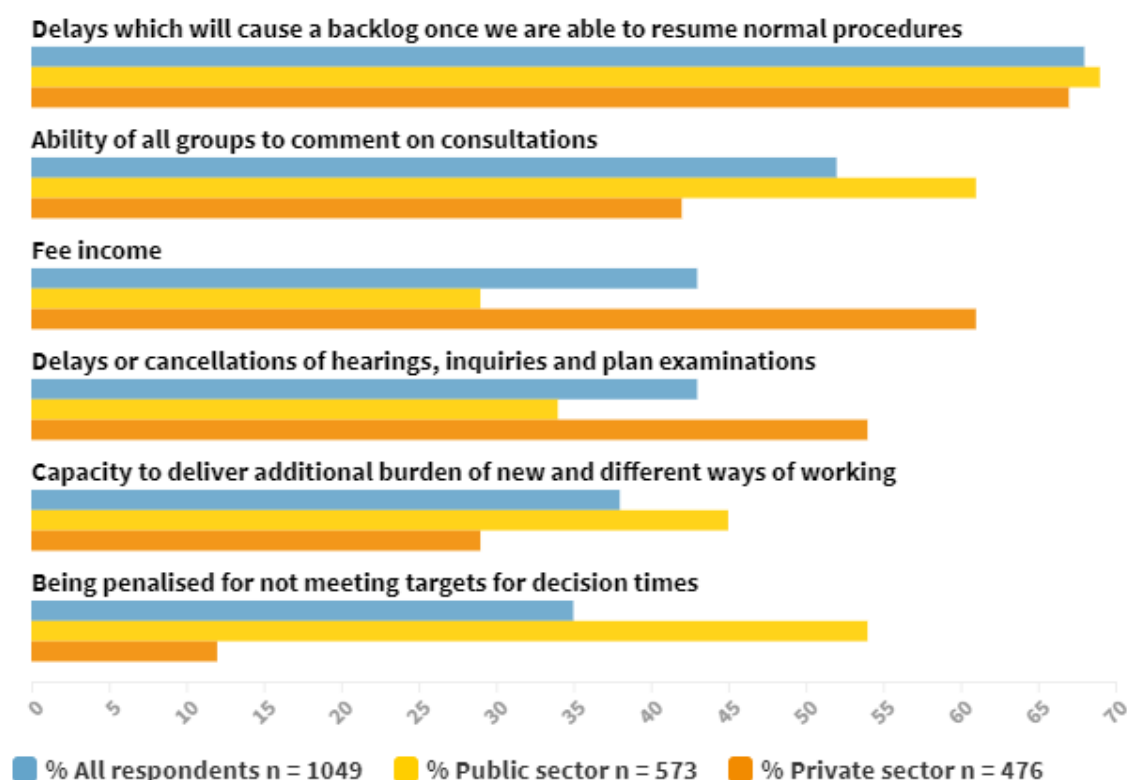 Delays which will cause a backlog once we are able to resume normal procedures
Ability of all groups to comment on consultations
Fee income
Delays or cancellations of hearings, inquiries and plan examinations
Capacity to deliver additional burden of new and different ways of working
Being penalised for not meeting targets for decision times
0 5 10 15 20 25 30 35 40 45 50 55 60 65 70
% All respondents n = 1049 % Public sector n = 573 % Private sector n = 476